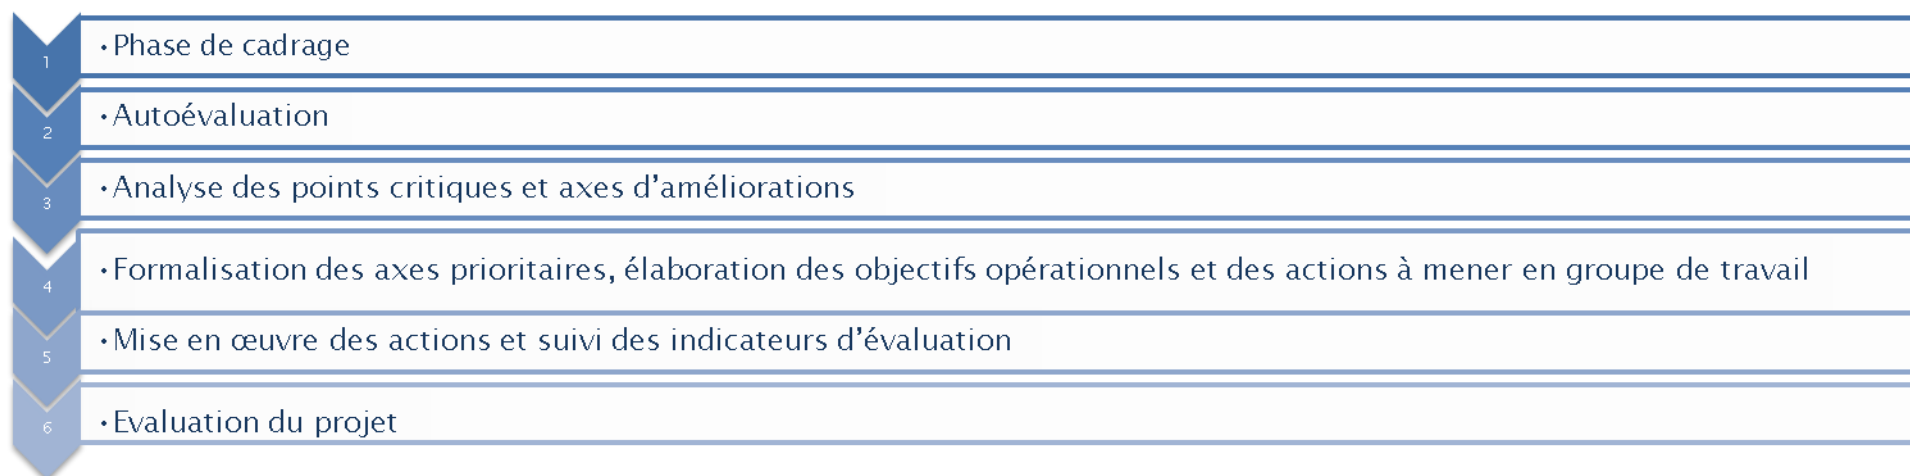 1
•Phase de cadrage
2
•Autoévaluation
3
•Analyse des points critiques et axes d’améliorations
4
•Formalisation des axes prioritaires, élaboration des objectifs opérationnels et des actions à mener en groupe de travail
5
•Mise en œuvre des actions et suivi des indicateurs d’évaluation
6
•Evaluation du projet